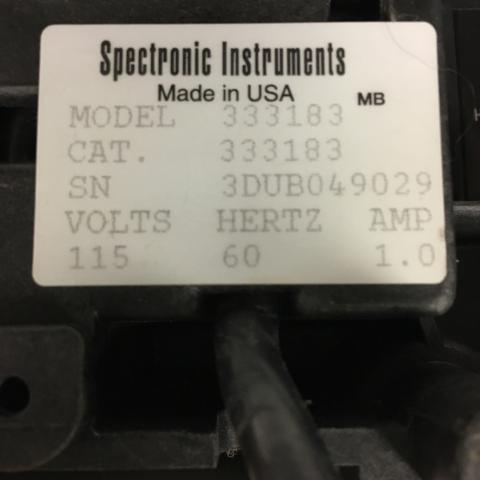 Spectronic Instruments
Made in USA MB
MODEL 333183
CAT. 333183
SN 3DUB049029
VOLTS HERTZ AMP
115 60 1.0